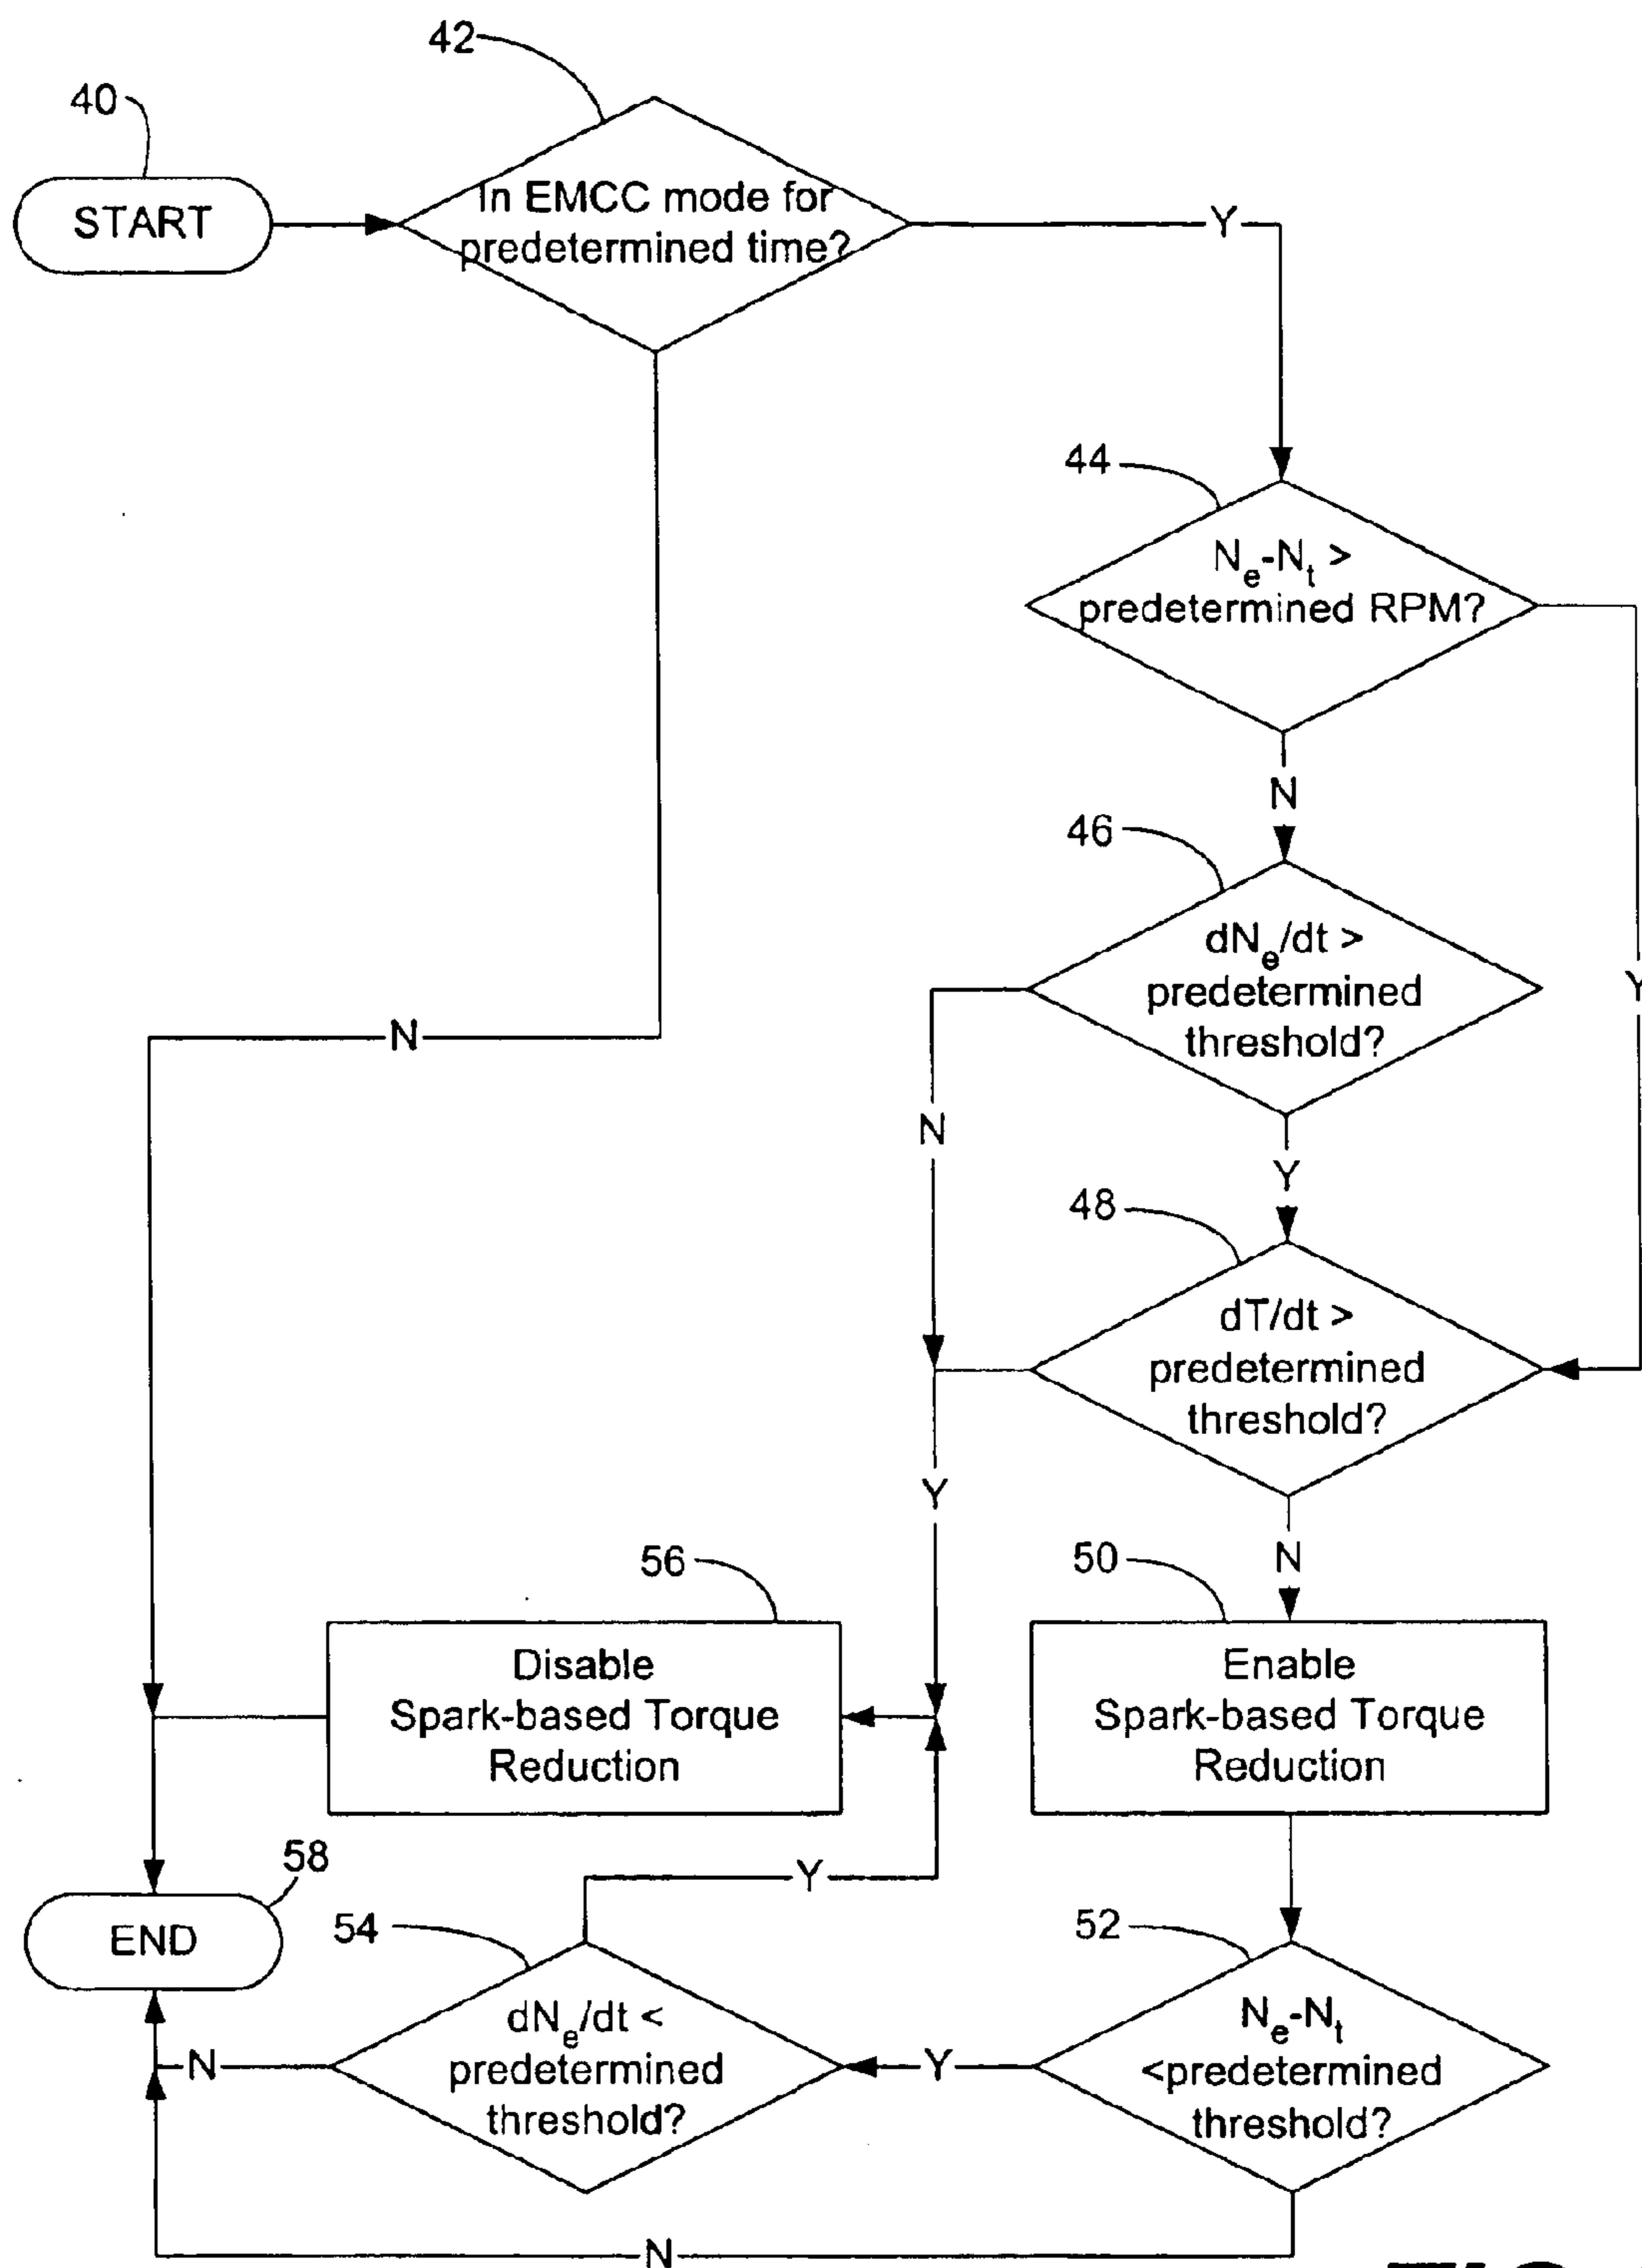 42
40
START
In EMCC mode for
predetermined time?
Y
44
Ne-Nt >
predetermined RPM?
Y
N
46
dNe/dt >
predetermined
threshold?
N
N
Y
48
dT/dt >
predetermined
threshold?
Y
N
56
50
Disable
Spark-based Torque
Reduction
Enable
Spark-based Torque
Reduction
58
END
Y
54
52
dNe/dt <
predetermined
threshold?
N
Y
Ne-Nt
<predetermined
threshold?
N